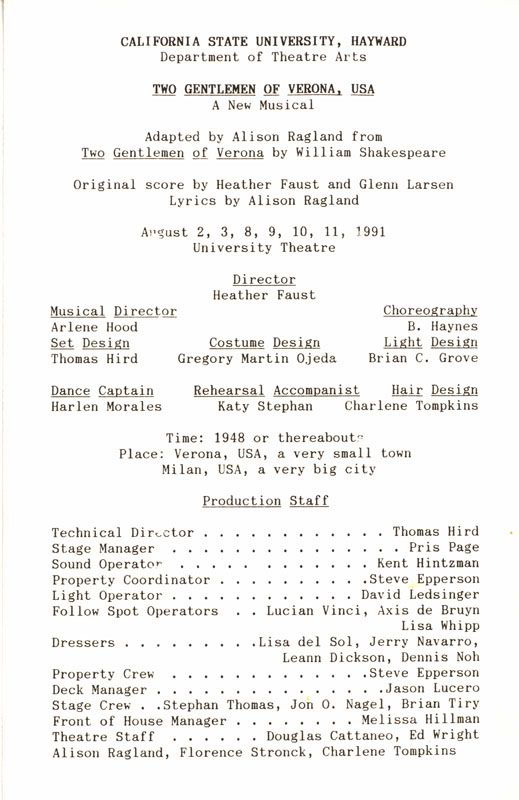 CALIFORNIA STATE UNIVERSITY, HAYWARD
Department of Theatre Arts
TWO GENTLEMEN OF VERONA, USA
A New Musical
Adapted by Alison Ragland from
Two Gentlemen of Verona by William Shakespeare
Original score by Heather Faust and Glenn Larsen
Lyrics by Alison Ragland
August 2, 3, 8, 9, 10, 11, 1991
University Theatre
Director
Heather Faust
Musical Director Choreography
Arlene Hood B. Haynes
Set Design Costume Design Light Design
Thomas Hird Gregory Martin Ojeda Brian C. Grove
Dance Captain Rehearsal Accompanist Hair Design
Harlen Morales Katy Stephan Charlene Tompkins
Time: 1948 or thereabouts
Place: Verona, USA, a very small town
Milan, USA, a very big city
Production Staff
Technical Director . . . . . . . . . . . . Thomas Hird
Stage Manager . . . . . . . . . . . . . . . Pris Page
Sound Operator . . . . . . . . . . . . . Kent Hintzman
Property Coordinator . . . . . . . . . .Steve Epperson
Light Operator . . . . . . . . . . . . David Ledsinger
Follow Spot Operators . . Lucian Vinci, Axis de Bruyn
Lisa Whipp
Dressers . . . . . . . . .Lisa del Sol, Jerry Navarro,
Leann Dickson, Dennis Noh
Property Crew . . . . . . . . . . . . .Steve Epperson
Deck Manager . . . . . . . . . . . . . . .Jason Lucero
Stage Crew . .Stephan Thomas, Jon O. Nagel, Brian Tiry
Front of House Manager . . . . . . . . Melissa Hillman
Theatre Staff . . . . . . Douglas Cattaneo, Ed Wright
Alison Ragland, Florence Stronck, Charlene Tompkins